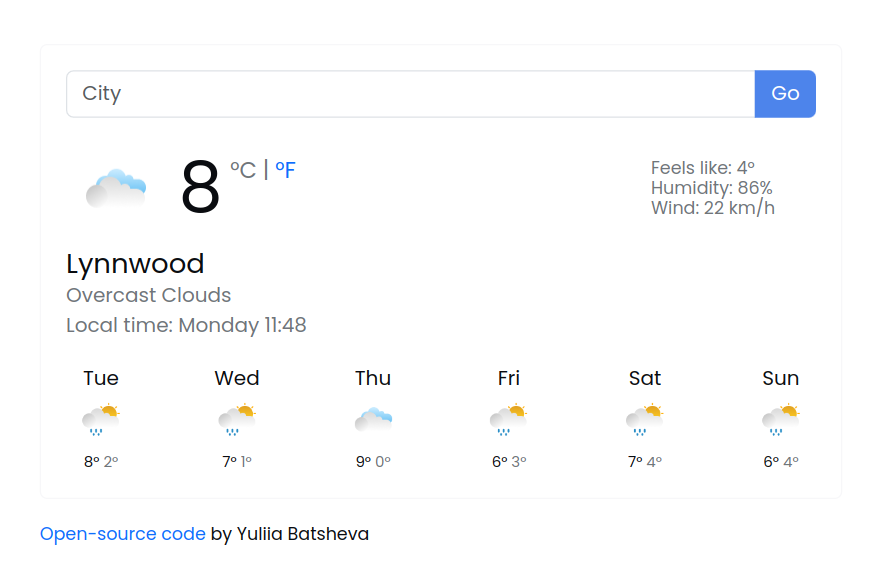 City
Go
8 °C | °F
Feels like: 4°
Humidity: 86%
Wind: 22 km/h
Lynnwood
Overcast Clouds
Local time: Monday 11:48
Tue Wed Thu Fri Sat Sun
8° 2° 7° 1° 9° 0° 6° 3° 7° 4° 6° 4°
Open-source code by Yuliia Batsheva